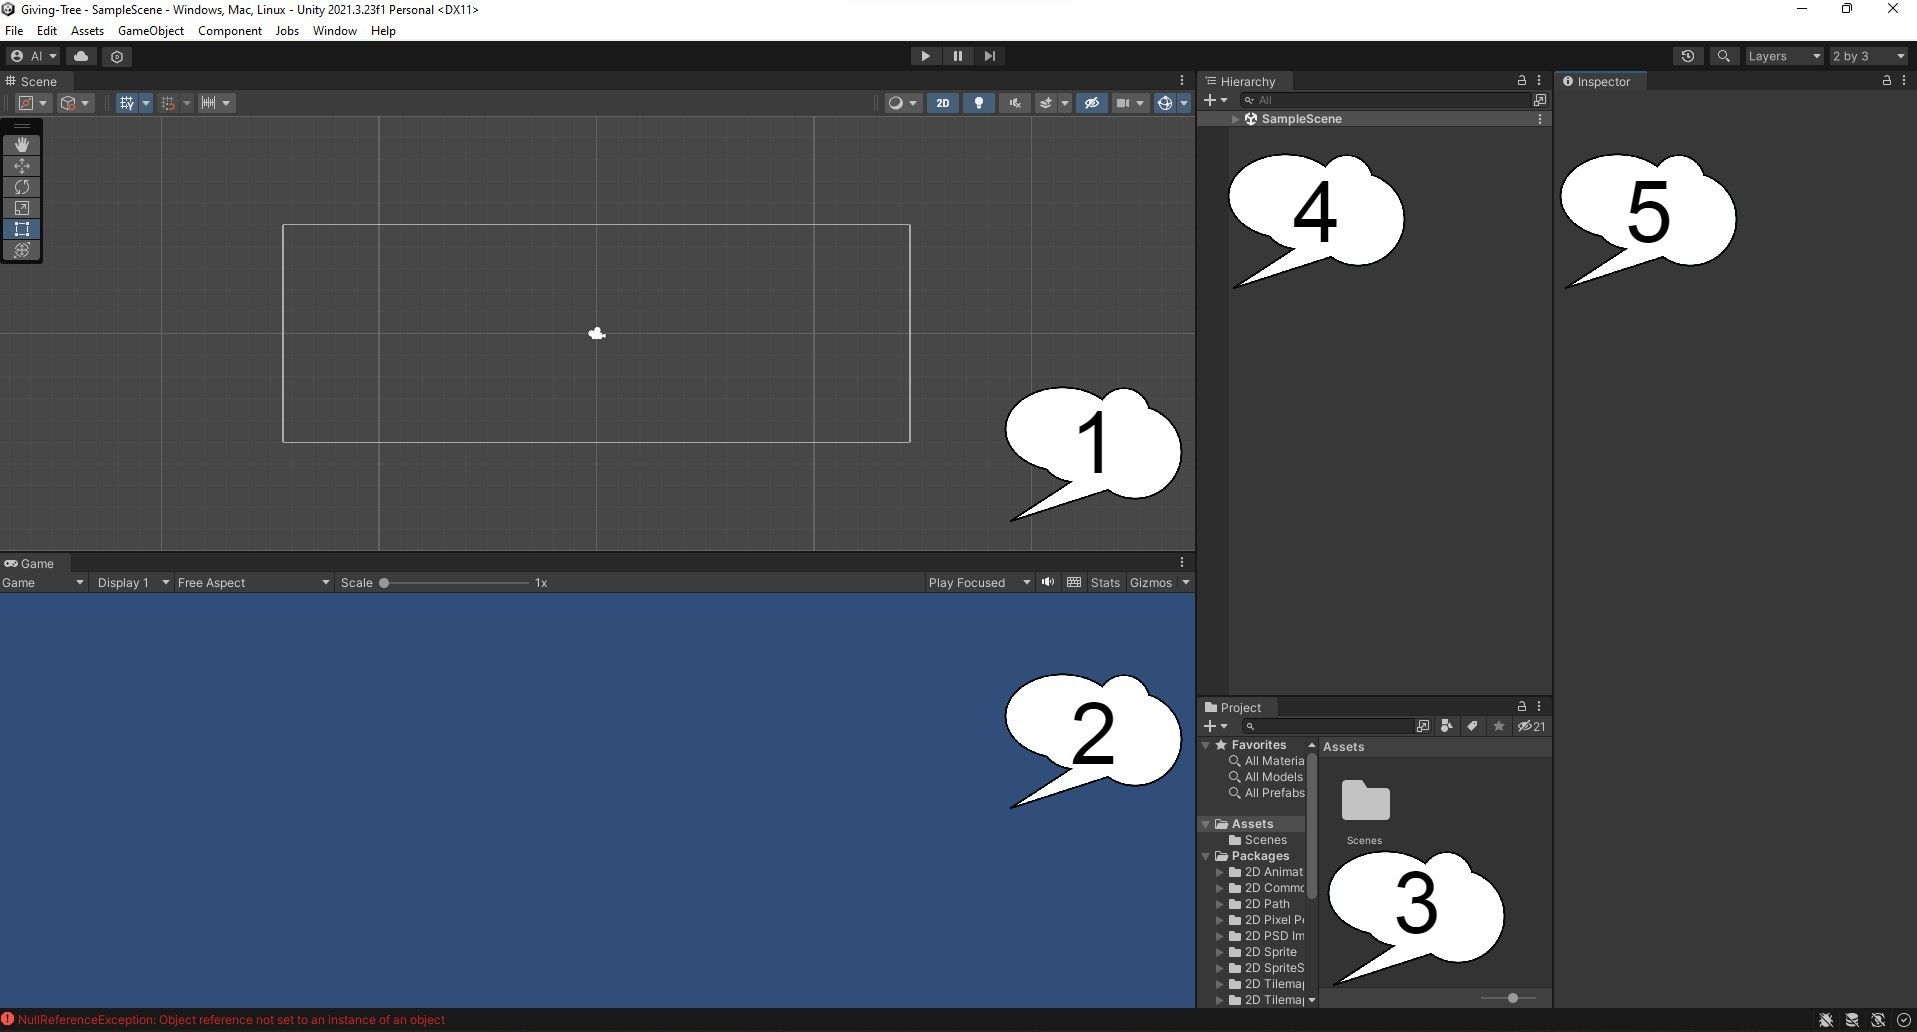 Giving-Tree - SampleScene - Windows, Mac, Linux - Unity 2021.3.23f1 Personal <DX11>
File Edit Assets GameObject Component Jobs Window Help
AI
Layers
2 by 3
Scene
2D
Game
Game
Display 1
Free Aspect
Scale
1x
Play Focused
Stats
Gizmos
Hierarchy
All
SampleScene
Inspector
1
2
4
5
Project
21
Favorites
All Materia
All Models
All Prefabs
Assets
Scenes
Packages
2D Animat
2D Commo
2D Path
2D Pixel Pe
2D PSD Im
2D Sprite
2D SpriteS
2D Tilemap
2D Tilemap
Assets
Scenes
3
NullReferenceException: Object reference not set to an instance of an object